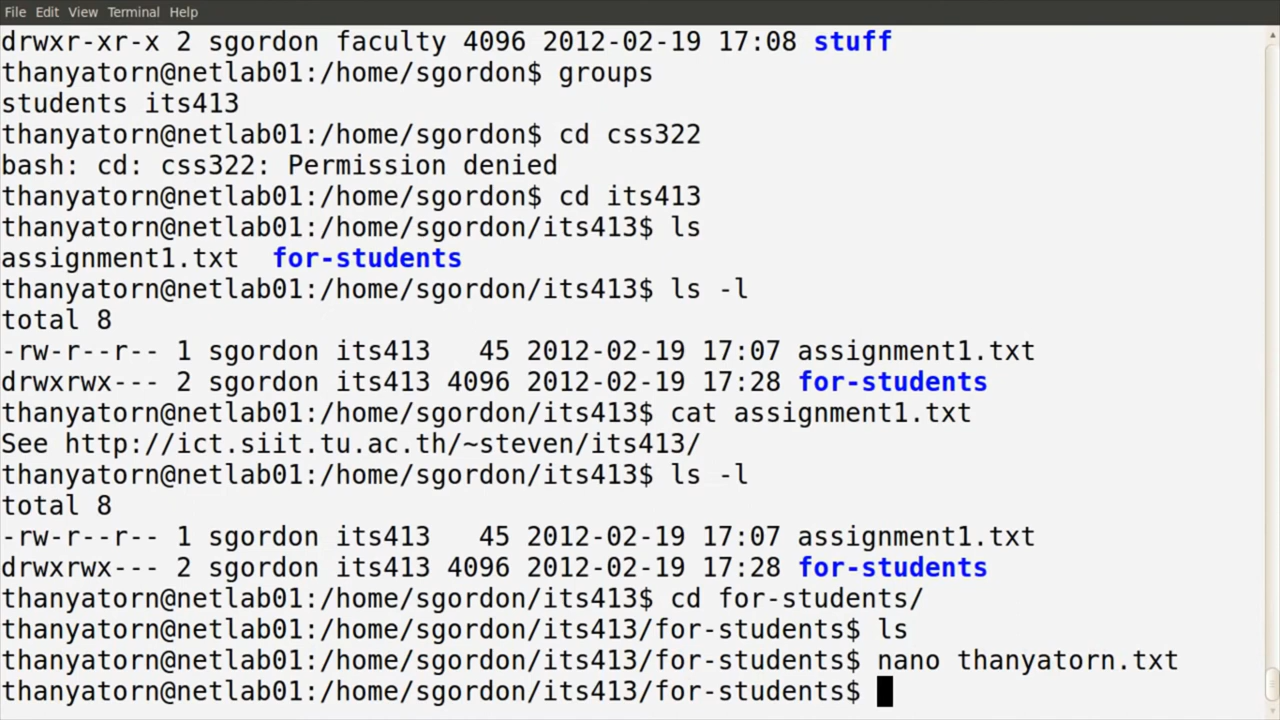 File Edit View Terminal Help
drwxr-xr-x 2 sgordon faculty 4096 2012-02-19 17:08 stuff
thanyatorn@netlab01:/home/sgordon$ groups
students its413
thanyatorn@netlab01:/home/sgordon$ cd css322
bash: cd: css322: Permission denied
thanyatorn@netlab01:/home/sgordon$ cd its413
thanyatorn@netlab01:/home/sgordon/its413$ ls
assignment1.txt  for-students
thanyatorn@netlab01:/home/sgordon/its413$ ls -l
total 8
-rw-r--r-- 1 sgordon its413   45 2012-02-19 17:07 assignment1.txt
drwxrwx--- 2 sgordon its413 4096 2012-02-19 17:28 for-students
thanyatorn@netlab01:/home/sgordon/its413$ cat assignment1.txt
See http://ict.siit.tu.ac.th/~steven/its413/
thanyatorn@netlab01:/home/sgordon/its413$ ls -l
total 8
-rw-r--r-- 1 sgordon its413   45 2012-02-19 17:07 assignment1.txt
drwxrwx--- 2 sgordon its413 4096 2012-02-19 17:28 for-students
thanyatorn@netlab01:/home/sgordon/its413$ cd for-students/
thanyatorn@netlab01:/home/sgordon/its413/for-students$ ls
thanyatorn@netlab01:/home/sgordon/its413/for-students$ nano thanyatorn.txt
thanyatorn@netlab01:/home/sgordon/its413/for-students$